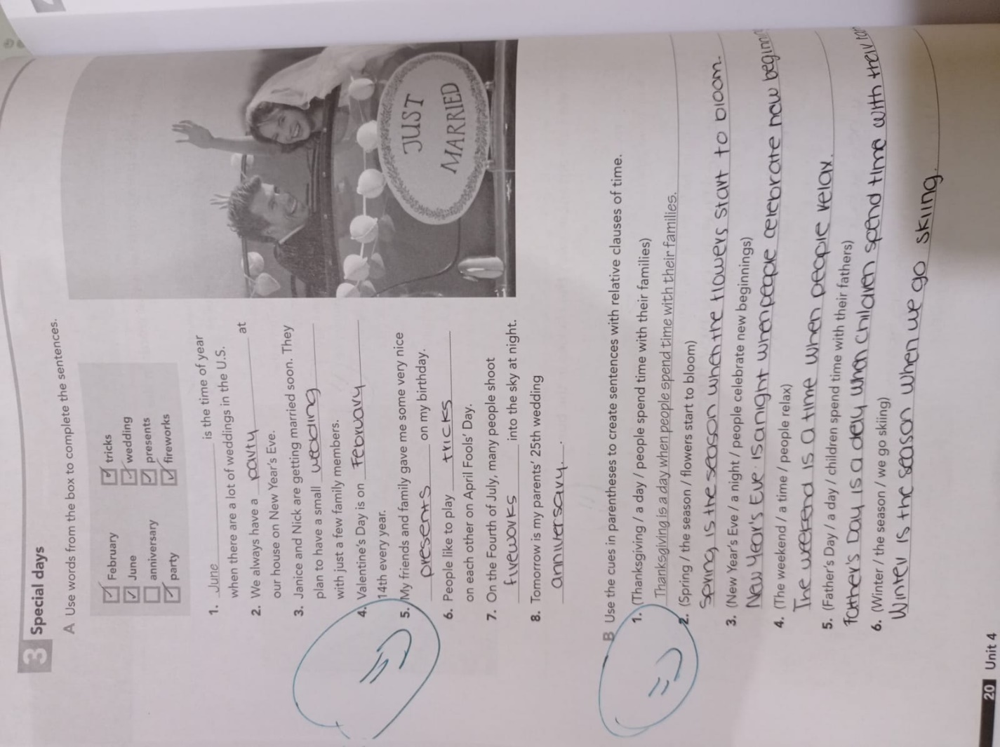 3 Special days
A Use words from the box to complete the sentences.
February
June
anniversary
party
tricks
wedding
presents
fireworks
1. June is the time of year
when there are a lot of weddings in the U.S.
2. We always have a party at
our house on New Year's Eve.
3. Janice and Nick are getting married soon. They
plan to have a small wedding
with just a few family members.
4. Valentine's Day is on February
14th every year.
5. My friends and family gave me some very nice
presents on my birthday.
6. People like to play tricks
on each other on April Fools' Day.
7. On the Fourth of July, many people shoot
fireworks into the sky at night.
8. Tomorrow is my parents' 25th wedding
anniversary.
JUST
MARRIED
B Use the cues in parentheses to create sentences with relative clauses of time.
1. (Thanksgiving / a day / people spend time with their families)
Thanksgiving is a day when people spend time with their families.
2. (Spring / the season / flowers start to bloom)
Spring is the season when the flowers start to bloom.
3. (New Year's Eve / a night / people celebrate new beginnings)
New Year's Eve is a night when people celebrate new beginning
4. (The weekend / a time / people relax)
The weekend is a time when people relax.
5. (Father's Day / a day / children spend time with their fathers)
Father's Day is a day when children spend time with their
6. (Winter / the season / we go skiing)
Winter is the season when we go skiing.
20 Unit 4